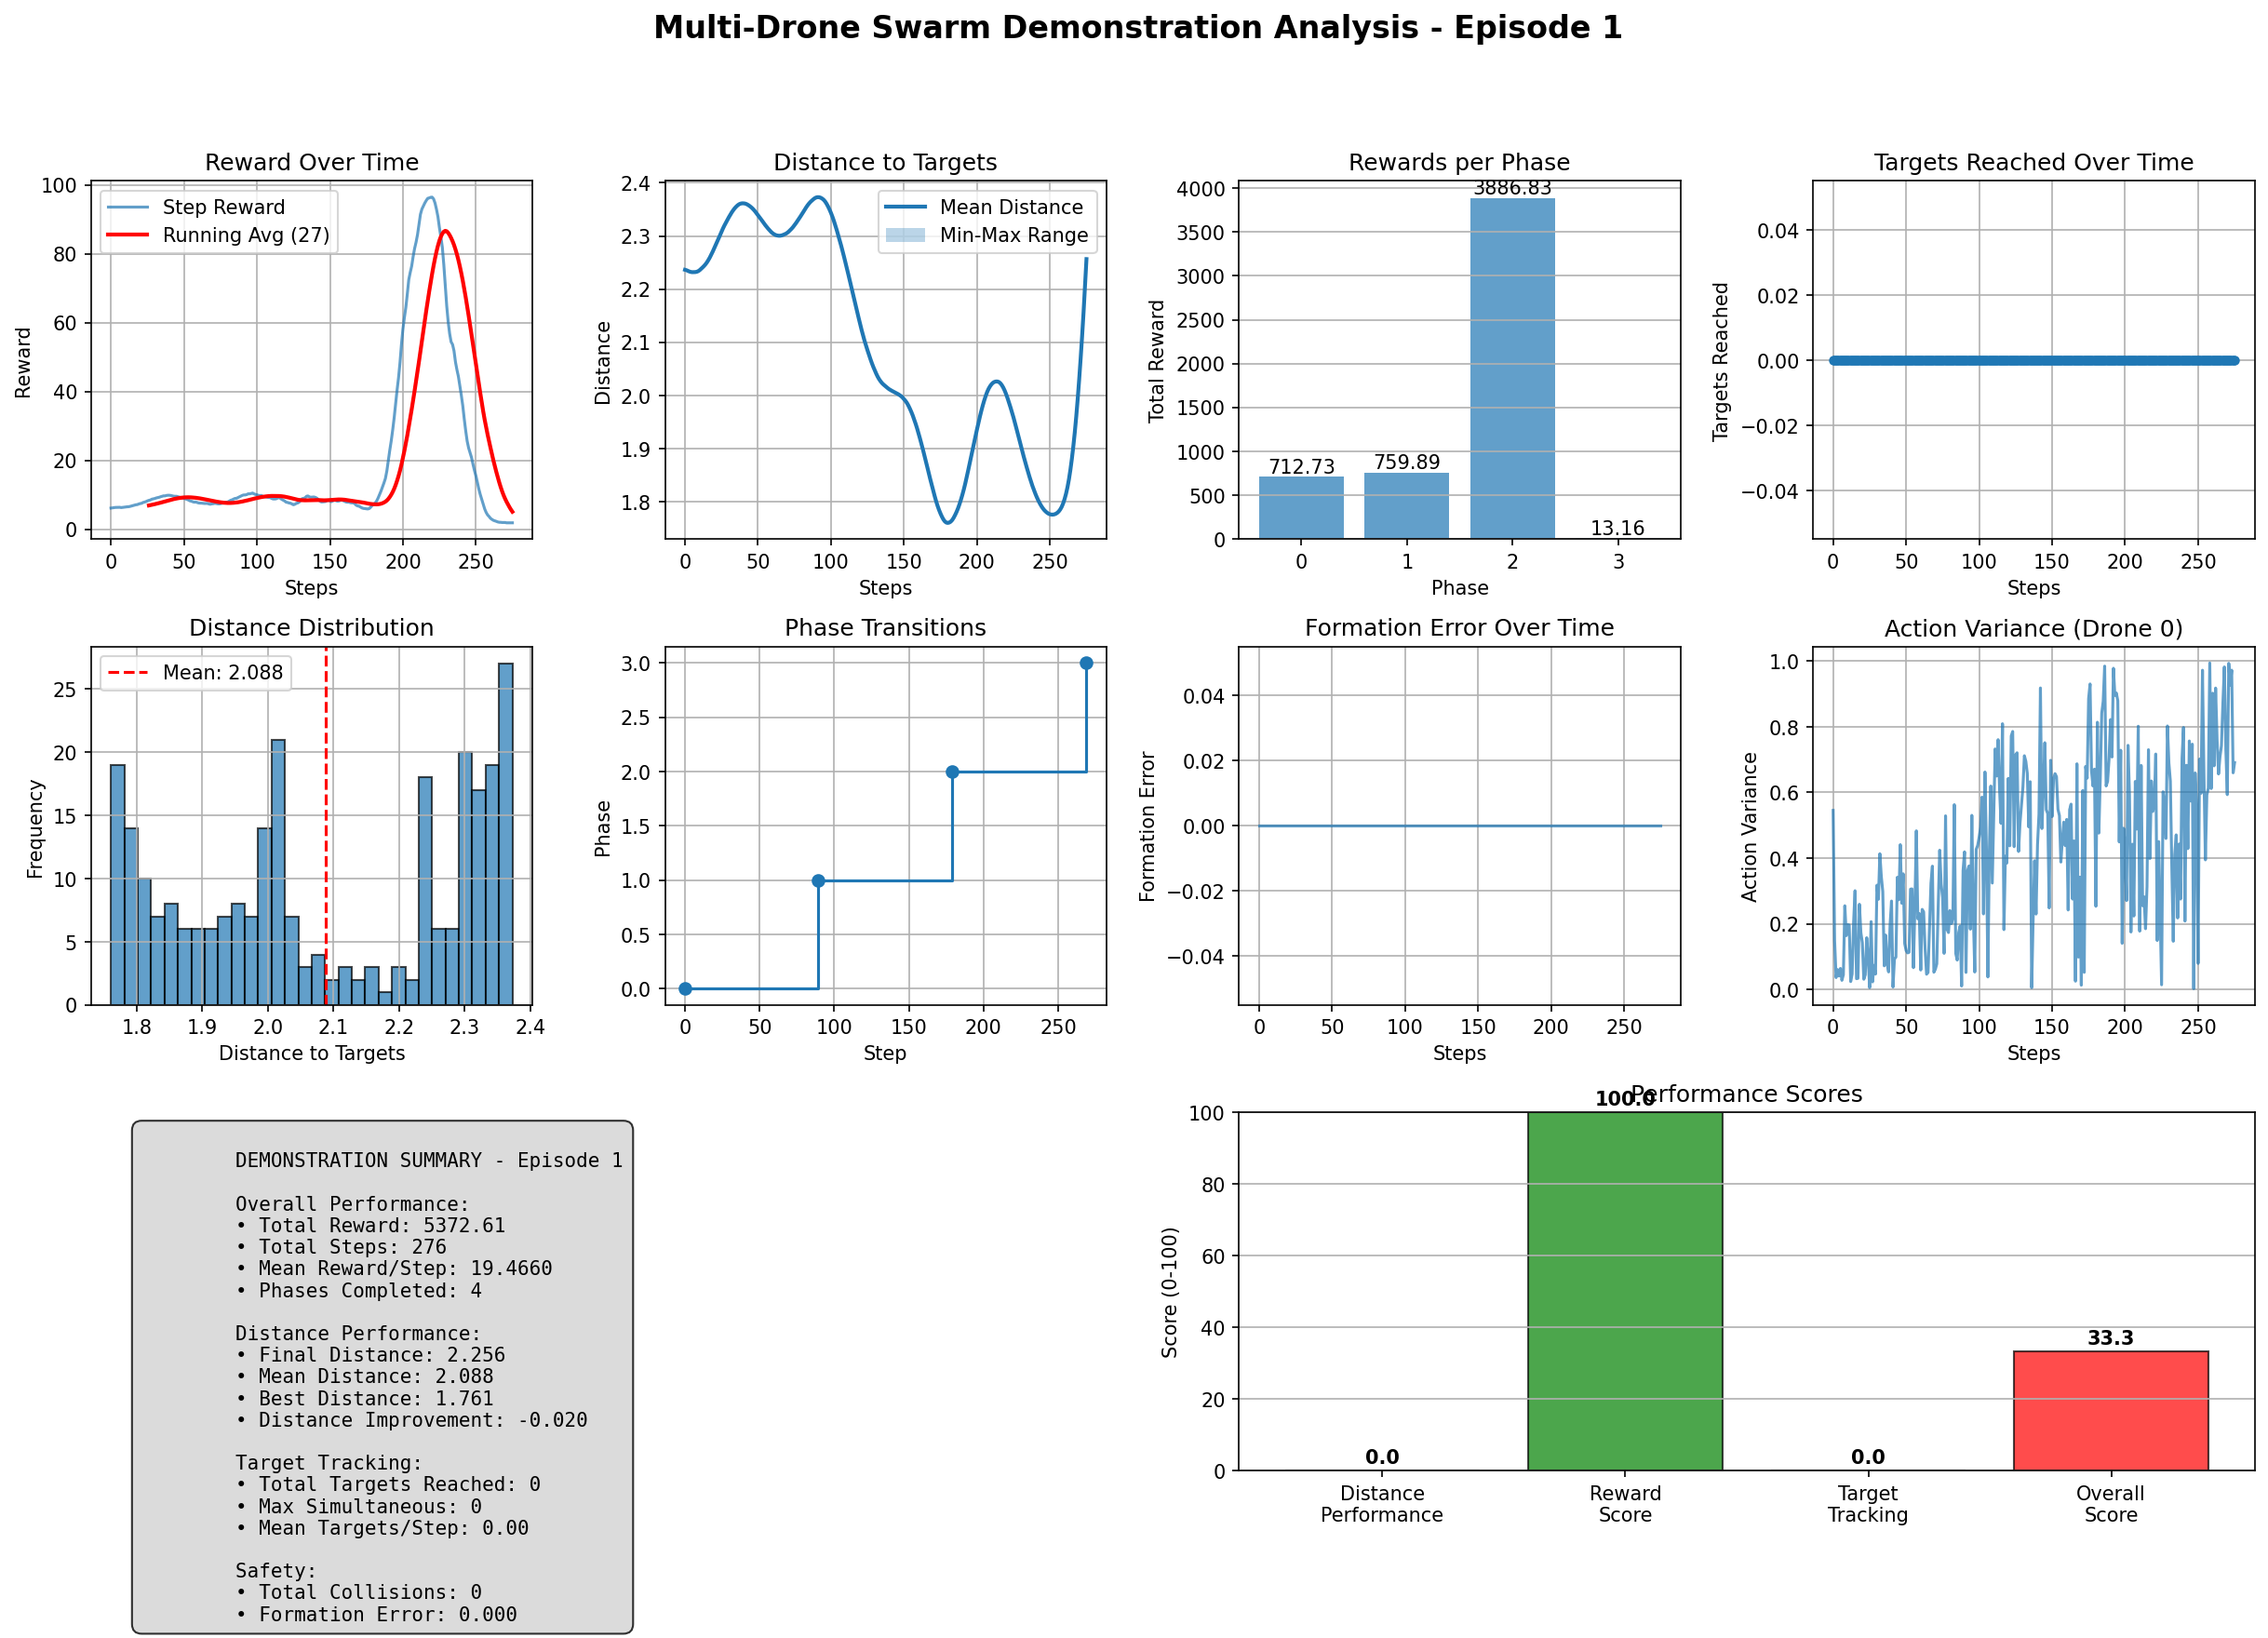 Multi-Drone Swarm Demonstration Analysis - Episode 1
Reward Over Time
100
80
60
40
20
0
Reward
Step Reward
Running Avg (27)
0 50 100 150 200 250
Steps
Distance to Targets
2.4
2.3
2.2
2.1
2.0
1.9
1.8
Distance
Mean Distance
Min-Max Range
0 50 100 150 200 250
Steps
Rewards per Phase
4000
3500
3000
2500
2000
1500
1000
500
0
Total Reward
712.73
759.89
3886.83
13.16
0 1 2 3
Phase
Targets Reached Over Time
0.04
0.02
0.00
−0.02
−0.04
Targets Reached
0 50 100 150 200 250
Steps
Distance Distribution
25
20
15
10
5
0
Frequency
Mean: 2.088
1.8 1.9 2.0 2.1 2.2 2.3 2.4
Distance to Targets
Phase Transitions
3.0
2.5
2.0
1.5
1.0
0.5
0.0
Phase
0 50 100 150 200 250
Step
Formation Error Over Time
0.04
0.02
0.00
−0.02
−0.04
Formation Error
0 50 100 150 200 250
Steps
Action Variance (Drone 0)
1.0
0.8
0.6
0.4
0.2
0.0
Action Variance
0 50 100 150 200 250
Steps
DEMONSTRATION SUMMARY - Episode 1
Overall Performance:
• Total Reward: 5372.61
• Total Steps: 276
• Mean Reward/Step: 19.4660
• Phases Completed: 4
Distance Performance:
• Final Distance: 2.256
• Mean Distance: 2.088
• Best Distance: 1.761
• Distance Improvement: -0.020
Target Tracking:
• Total Targets Reached: 0
• Max Simultaneous: 0
• Mean Targets/Step: 0.00
Safety:
• Total Collisions: 0
• Formation Error: 0.000
Performance Scores
100
80
60
40
20
0
Score (0-100)
0.0
100.0
0.0
33.3
Distance
Performance
Reward
Score
Target
Tracking
Overall
Score